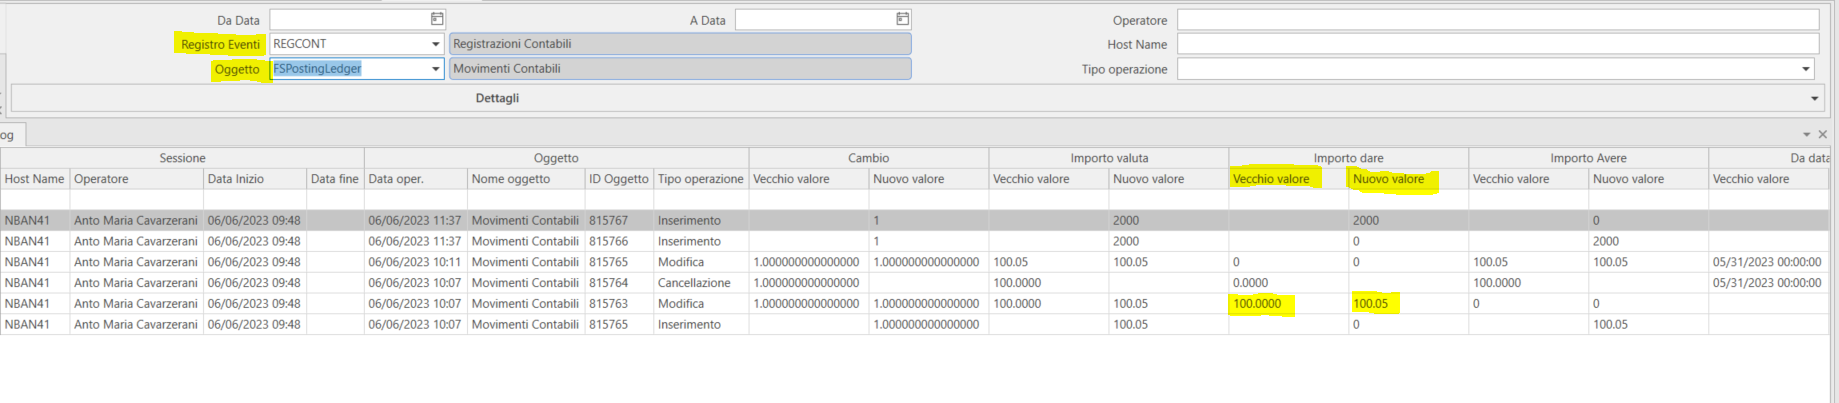 Da Data A Data Operatore
Registro Eventi REGCONT Registrazioni Contabili Host Name
Oggetto FSPostingLedger Movimenti Contabili Tipo operazione
Dettagli
og
Sessione Oggetto Cambio Importo valuta Importo dare Importo Avere Da data
Host Name Operatore Data Inizio Data fine Data oper. Nome oggetto ID Oggetto Tipo operazione Vecchio valore Nuovo valore Vecchio valore Nuovo valore Vecchio valore Nuovo valore Vecchio valore Nuovo valore Vecchio valore
NBAN41 Anto Maria Cavarzerani 06/06/2023 09:48 06/06/2023 11:37 Movimenti Contabili 815767 Inserimento 1 2000 2000 0
NBAN41 Anto Maria Cavarzerani 06/06/2023 09:48 06/06/2023 11:37 Movimenti Contabili 815766 Inserimento 1 2000 0 2000
NBAN41 Anto Maria Cavarzerani 06/06/2023 09:48 06/06/2023 10:11 Movimenti Contabili 815765 Modifica 1.000000000000000 1.000000000000000 100.05 100.05 0 0 100.05 100.05 05/31/2023 00:00:00
NBAN41 Anto Maria Cavarzerani 06/06/2023 09:48 06/06/2023 10:07 Movimenti Contabili 815764 Cancellazione 1.000000000000000 100.0000 0.0000 100.0000 05/31/2023 00:00:00
NBAN41 Anto Maria Cavarzerani 06/06/2023 09:48 06/06/2023 10:07 Movimenti Contabili 815763 Modifica 1.000000000000000 1.000000000000000 100.0000 100.05 100.0000 100.05 0 0
NBAN41 Anto Maria Cavarzerani 06/06/2023 09:48 06/06/2023 10:07 Movimenti Contabili 815765 Inserimento 1.000000000000000 100.05 0 100.05